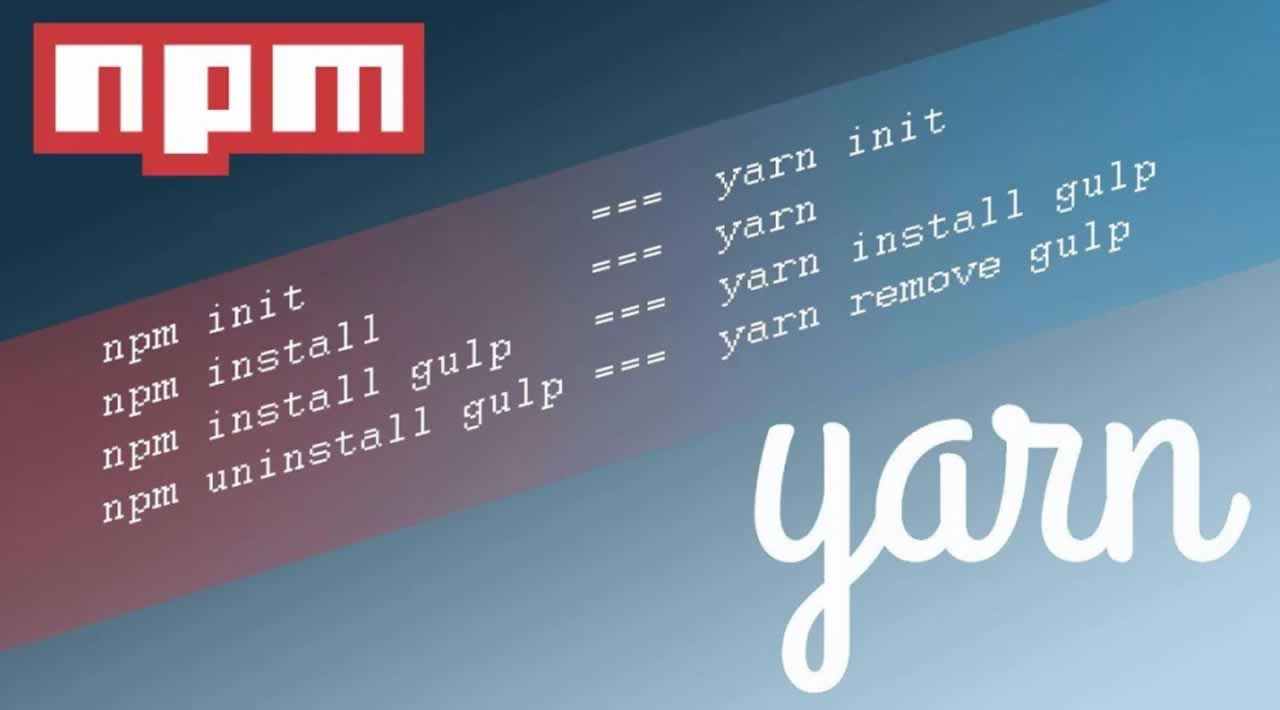 npm
npm init === yarn init
npm install === yarn
npm install gulp === yarn install gulp
npm uninstall gulp === yarn remove gulp
yarn